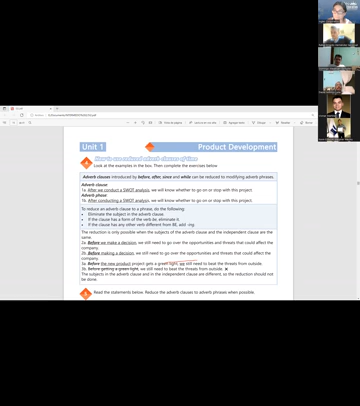 Unit 1
Product Development
How to use reduced adverb clauses of time
Look at the examples in the box. Then complete the exercises below.
Adverb clauses introduced by before, after, since and while can be reduced to modifying adverb phrases.
Adverb clause
1a. After we conduct a SWOT analysis, we will know whether to go on or stop with this project.
Adverb phrase
1b. After conducting a SWOT analysis, we will know whether to go on or stop with this project.
To reduce an adverb clause to a phrase, do the following:
• Eliminate the subject in the adverb clause.
• If the clause has a form of the verb be, eliminate it.
• If the clause has any other verb different from BE, add -ing.
The reduction is only possible when the subjects of the adverb clause and the independent clause are the
same.
2a. Before we make a decision, we still need to go over the opportunities and threats that could affect the
company.
2b. Before making a decision, we still need to go over the opportunities and threats that could affect the
company.
3a. Before the new product project gets a green light, we still need to beat the threats from outside.
3b. Before getting a green light, we still need to beat the threats from outside. ✕
The subjects in the adverb clause and in the independent clause are different, so the reduction should not
be done.
Read the statements below. Reduce the adverb clauses to adverb phrases when possible.